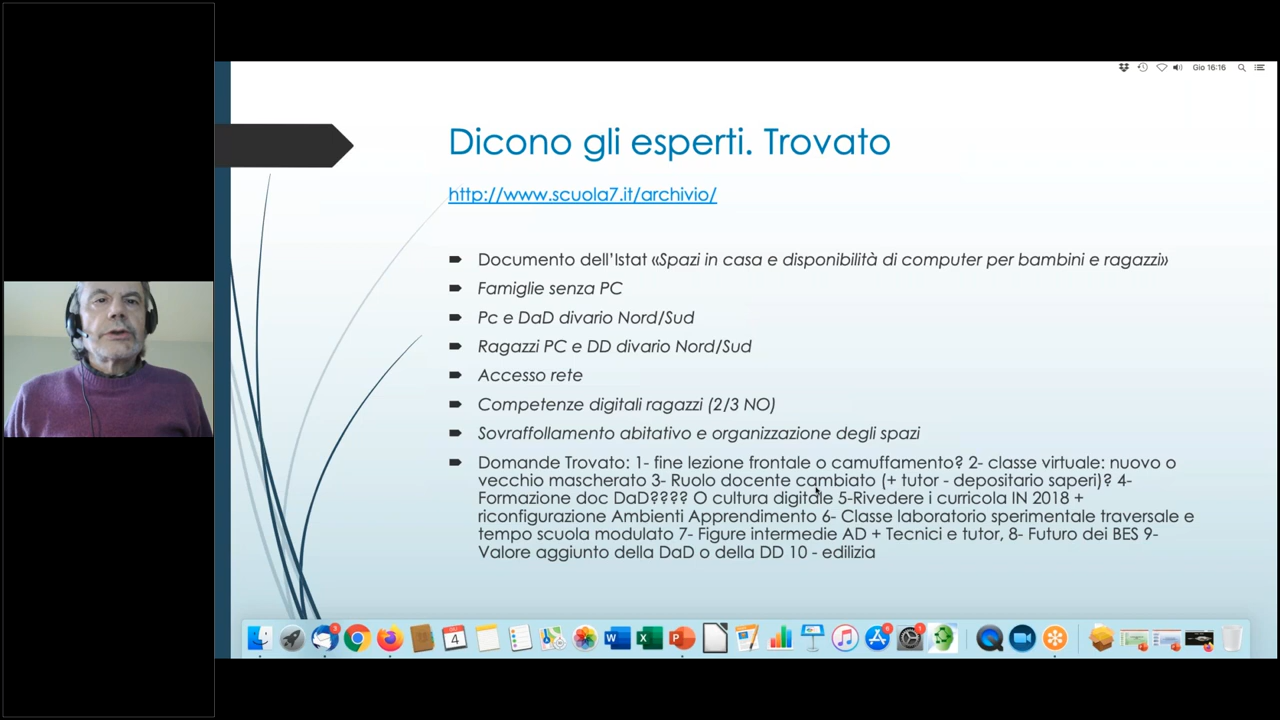 Gio 16:16
Dicono gli esperti. Trovato
http://www.scuola7.it/archivio/
Documento dell'Istat «Spazi in casa e disponibilità di computer per bambini e ragazzi»
Famiglie senza PC
Pc e DaD divario Nord/Sud
Ragazzi PC e DD divario Nord/Sud
Accesso rete
Competenze digitali ragazzi (2/3 NO)
Sovraffollamento abitativo e organizzazione degli spazi
Domande Trovato: 1- fine lezione frontale o camuffamento? 2- classe virtuale: nuovo o
vecchio mascherato 3- Ruolo docente cambiato (+ tutor - depositario saperi)? 4-
Formazione doc DaD???? O cultura digitale 5-Rivedere i curricola IN 2018 +
riconfigurazione Ambienti Apprendimento 6- Classe laboratorio sperimentale traversale e
tempo scuola modulato 7- Figure intermedie AD + Tecnici e tutor, 8- Futuro dei BES 9-
Valore aggiunto della DaD o della DD 10 - edilizia
4